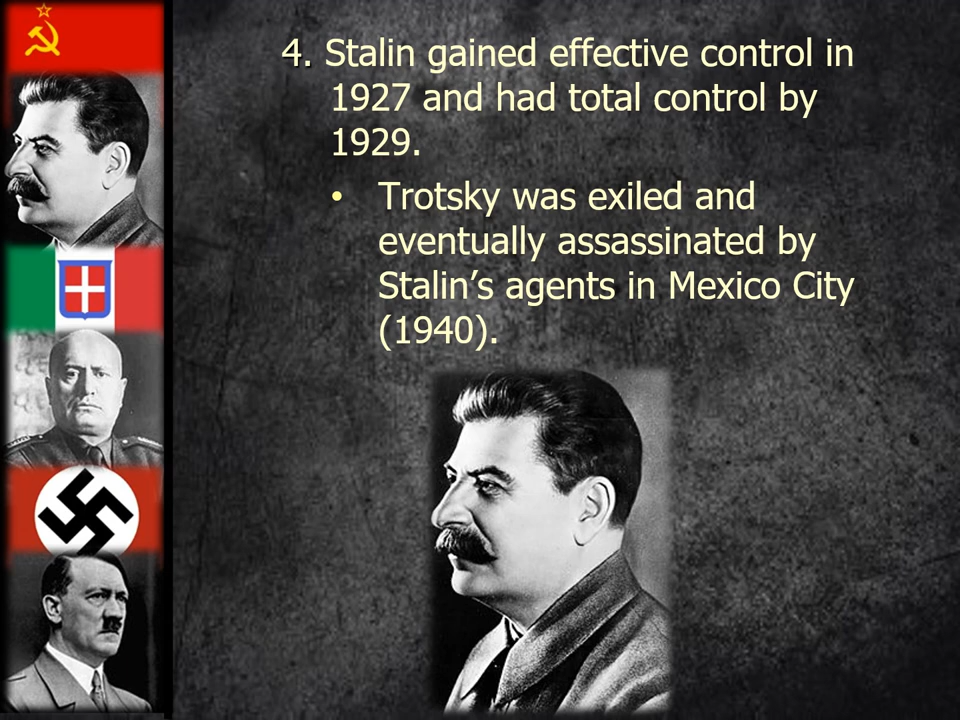 4. Stalin gained effective control in
1927 and had total control by
1929.
• Trotsky was exiled and
eventually assassinated by
Stalin’s agents in Mexico City
(1940).